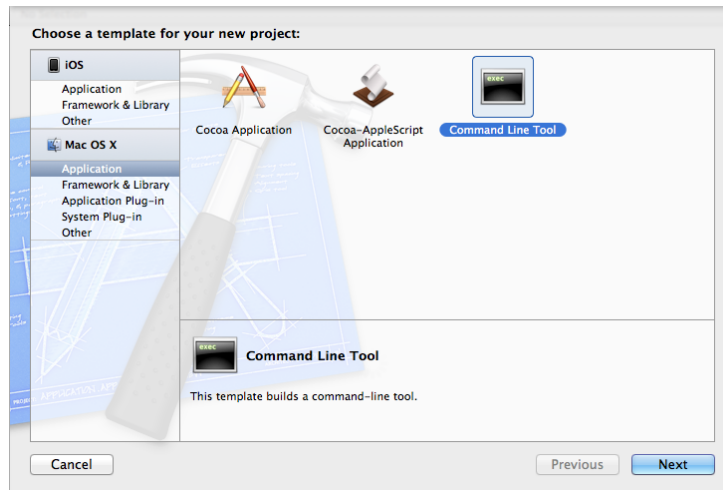 Choose a template for your new project:
iOS
Application
Framework & Library
Other
Mac OS X
Application
Framework & Library
Application Plug-in
System Plug-in
Other
Cocoa Application
Cocoa-AppleScript
Application
exec
Command Line Tool
exec
Command Line Tool
This template builds a command-line tool.
Cancel
Previous
Next